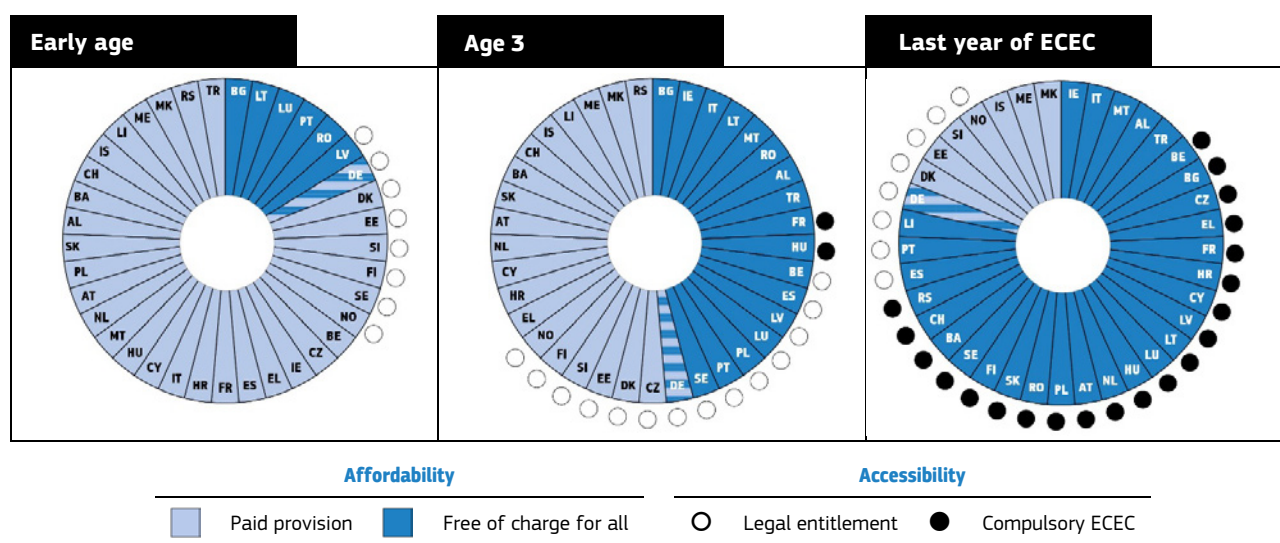 Early age
Age 3
Last year of ECEC
BG
LT
LU
PT
RO
LV
DE
DK
EE
SI
FI
SE
NO
BE
CZ
IE
EL
ES
FR
HR
IT
CY
HU
MT
NL
AT
PL
SK
AL
BA
CH
IS
LI
ME
MK
RS
TR
BG
IE
IT
LT
MT
RO
AL
TR
FR
HU
BE
ES
LV
LU
PL
PT
SE
DE
CZ
DK
EE
SI
FI
NO
EL
HR
CY
NL
AT
SK
BA
CH
IS
LI
ME
MK
RS
IE
IT
MT
AL
TR
BE
BG
CZ
EL
FR
HR
CY
LV
LT
LU
HU
NL
AT
PL
RO
SK
FI
SE
BA
CH
RS
ES
PT
LI
DE
DK
EE
SI
NO
IS
ME
MK
Affordability
Accessibility
Paid provision
Free of charge for all
Legal entitlement
Compulsory ECEC